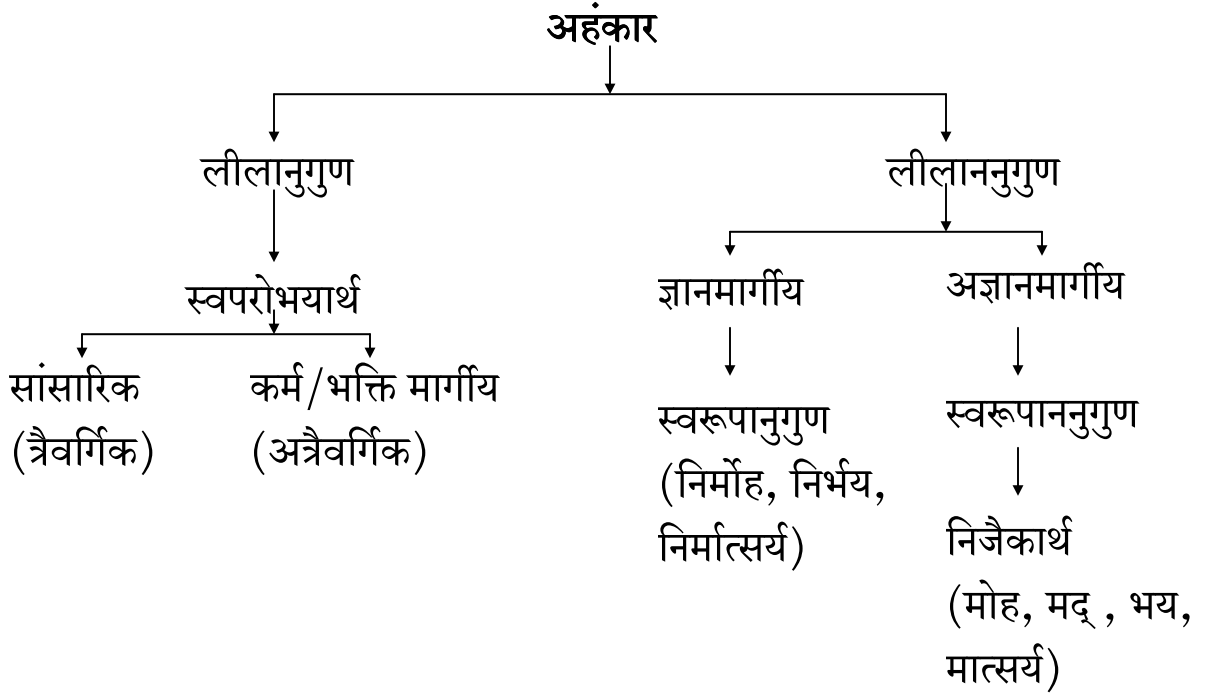 अहंकार
लीलानुगुण
लीलाननुगुण
स्वपरोभयार्थ
ज्ञानमार्गीय
अज्ञानमार्गीय
सांसारिक
(त्रैवर्गिक)
कर्म/भक्ति मार्गीय
(अत्रैवर्गिक)
स्वरूपानुगुण
(निर्मोह, निर्भय,
निर्मात्सर्य)
स्वरूपाननुगुण
निजैकार्थ
(मोह, मद् , भय,
मात्सर्य)